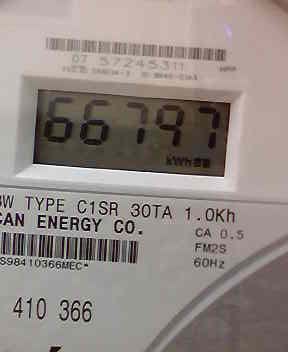 07 57245311
66797
kWh
W TYPE C1SR 30TA 1.0Kh
CAN ENERGY CO.
CA 0.5
FM2S
60Hz
S98410366MEC*
410 366